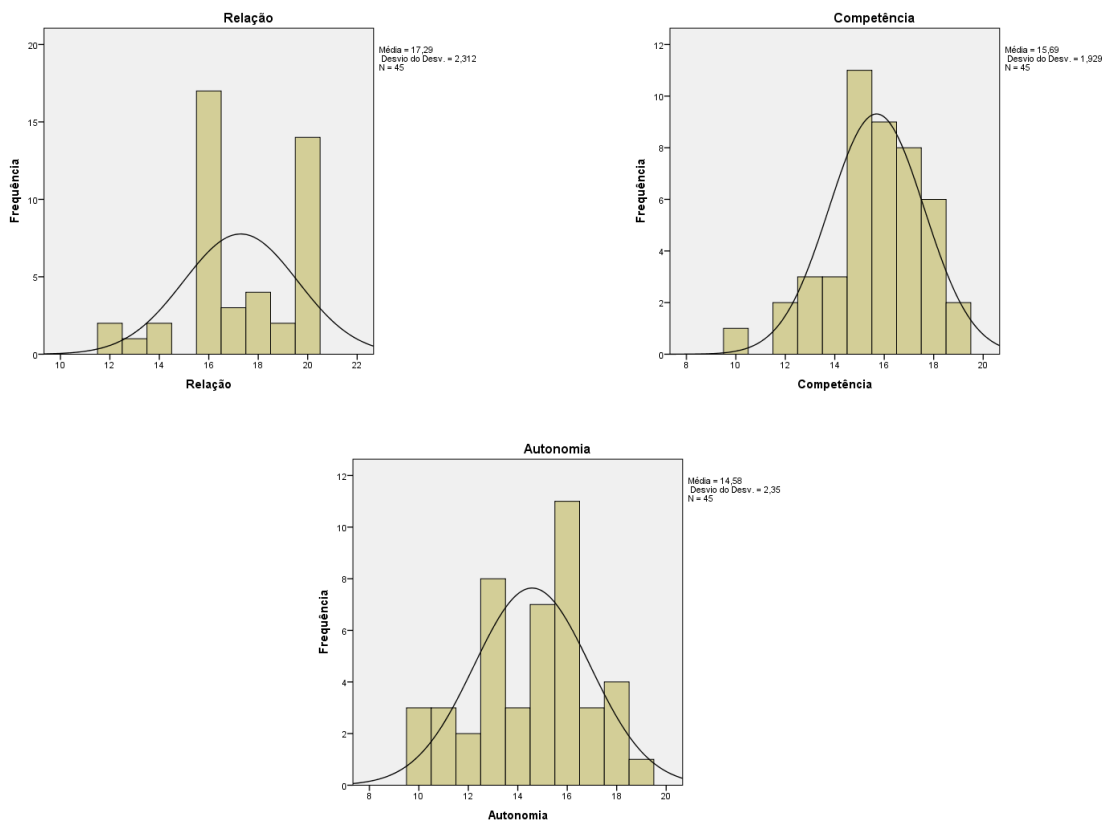 Relação
Média = 17,29
Desvio do Desv. = 2,312
N = 45
20
15
10
5
0
Frequência
10 12 14 16 18 20 22
Relação
Competência
Média = 15,69
Desvio do Desv. = 1,929
N = 45
12
10
8
6
4
2
0
Frequência
8 10 12 14 16 18 20
Competência
Autonomia
Média = 14,58
Desvio do Desv. = 2,35
N = 45
12
10
8
6
4
2
0
Frequência
8 10 12 14 16 18 20
Autonomia